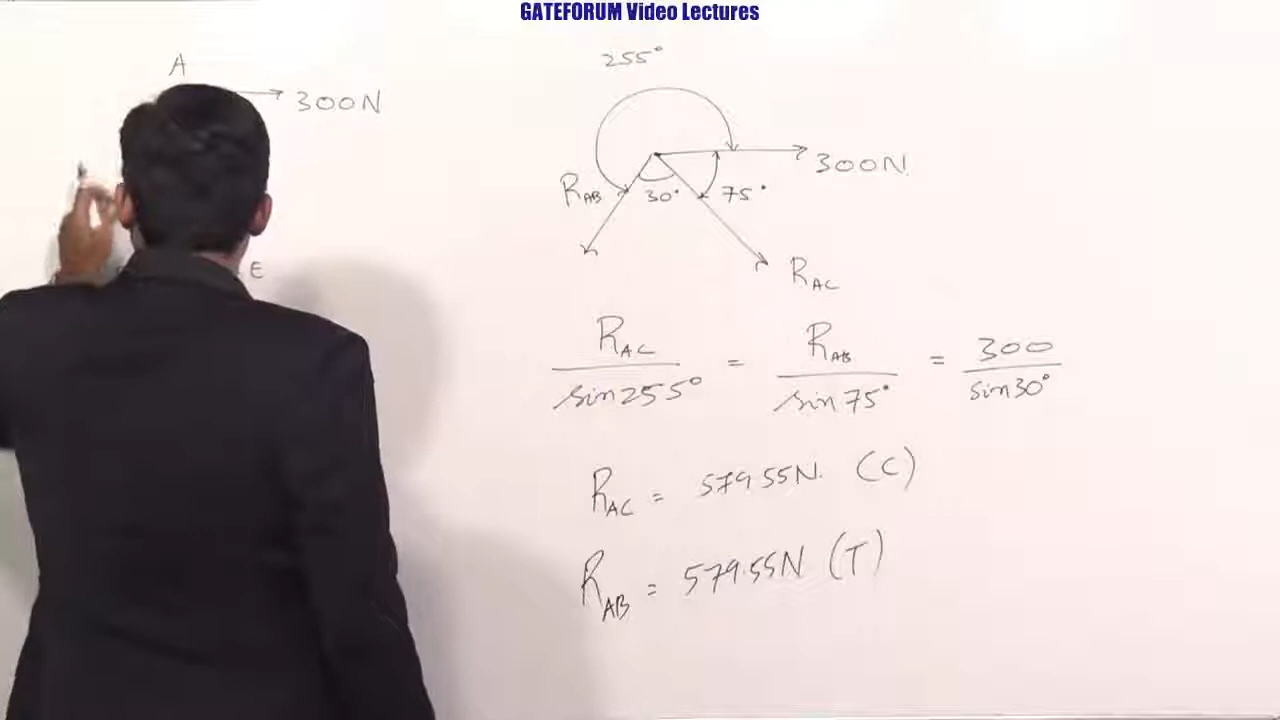 GATEFORUM Video Lectures
A
300N
E
255°
300N
R_AB
30°
75°
R_AC
R_AC / sin255° = R_AB / sin75° = 300 / sin30°
R_AC = 579.55N. (C)
R_AB = 579.55N (T)